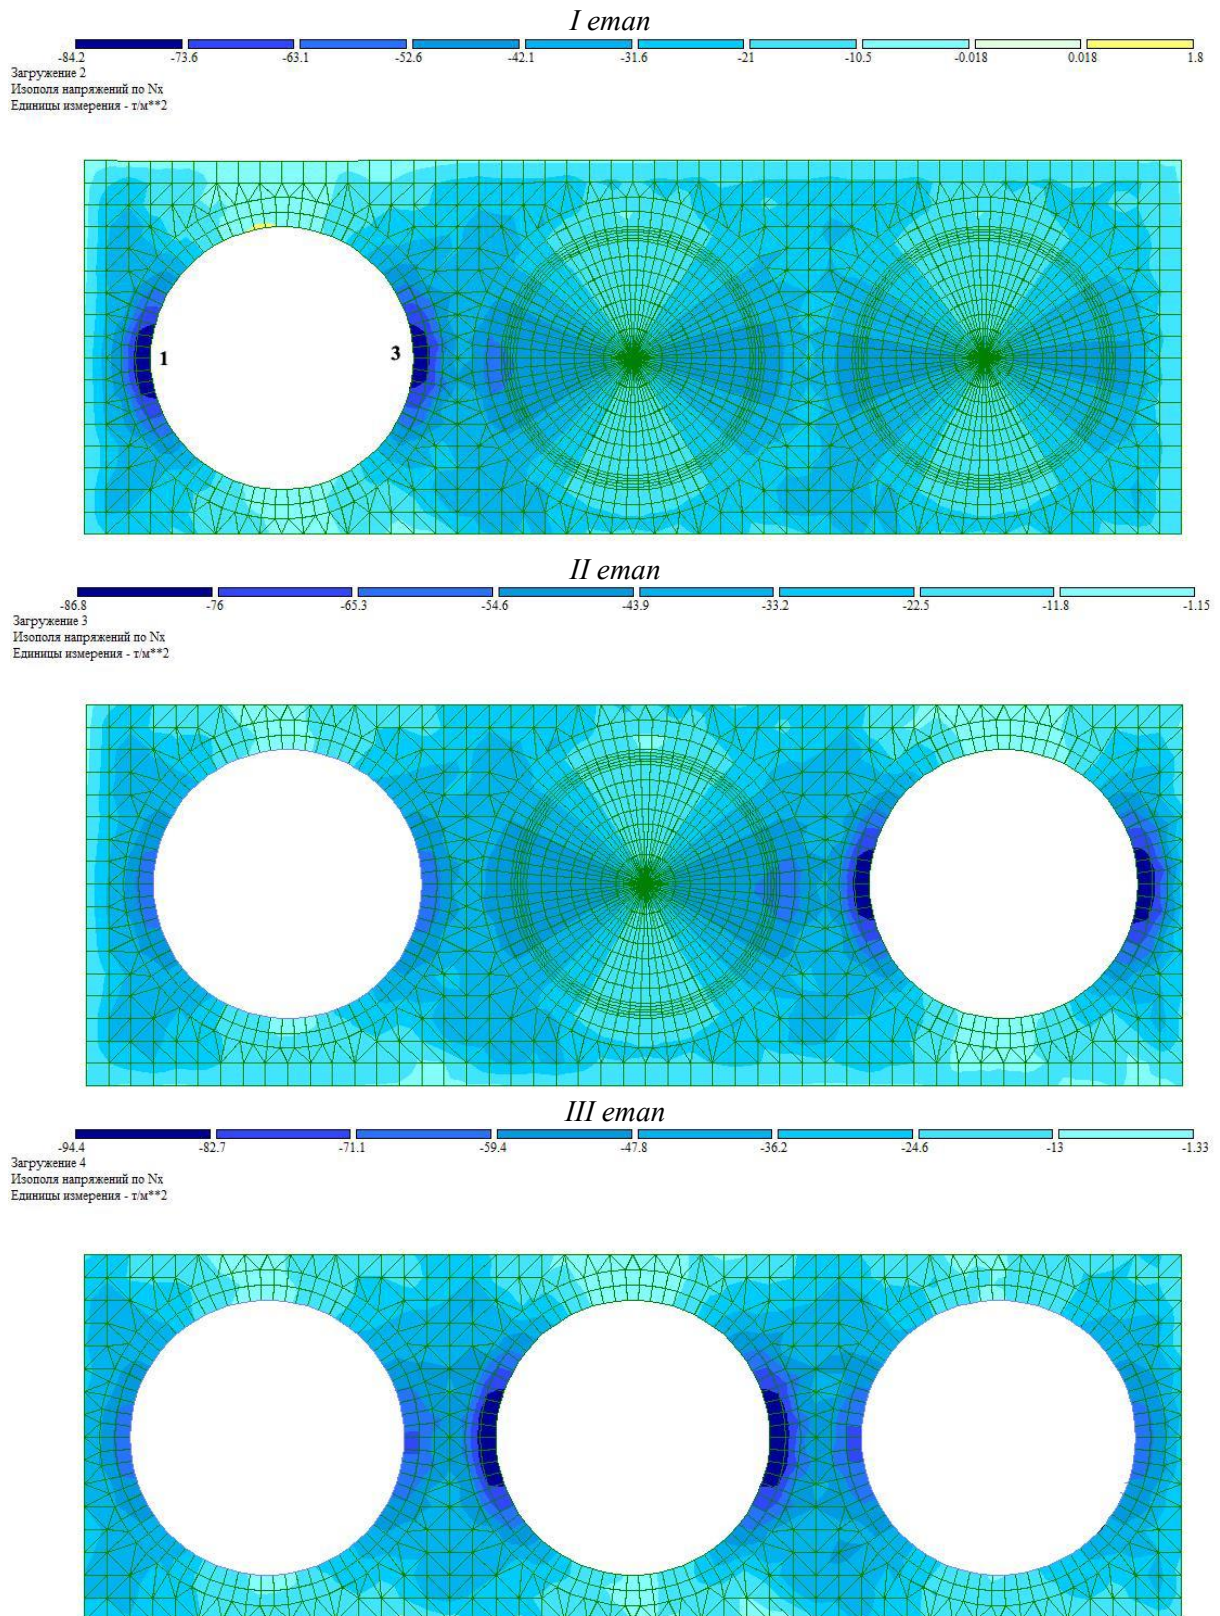 I етап
-84.2 -73.6 -63.1 -52.6 -42.1 -31.6 -21 -10.5 -0.018 0.018 1.8
Загружение 2
Изополя напряжений по Nx
Единицы измерения - т/м**2
1 3
II етап
-86.8 -76 -65.3 -54.6 -43.9 -33.2 -22.5 -11.8 -1.15
Загружение 3
Изополя напряжений по Nx
Единицы измерения - т/м**2
III етап
-94.4 -82.7 -71.1 -59.4 -47.8 -36.2 -24.6 -13 -1.33
Загружение 4
Изополя напряжений по Nx
Единицы измерения - т/м**2